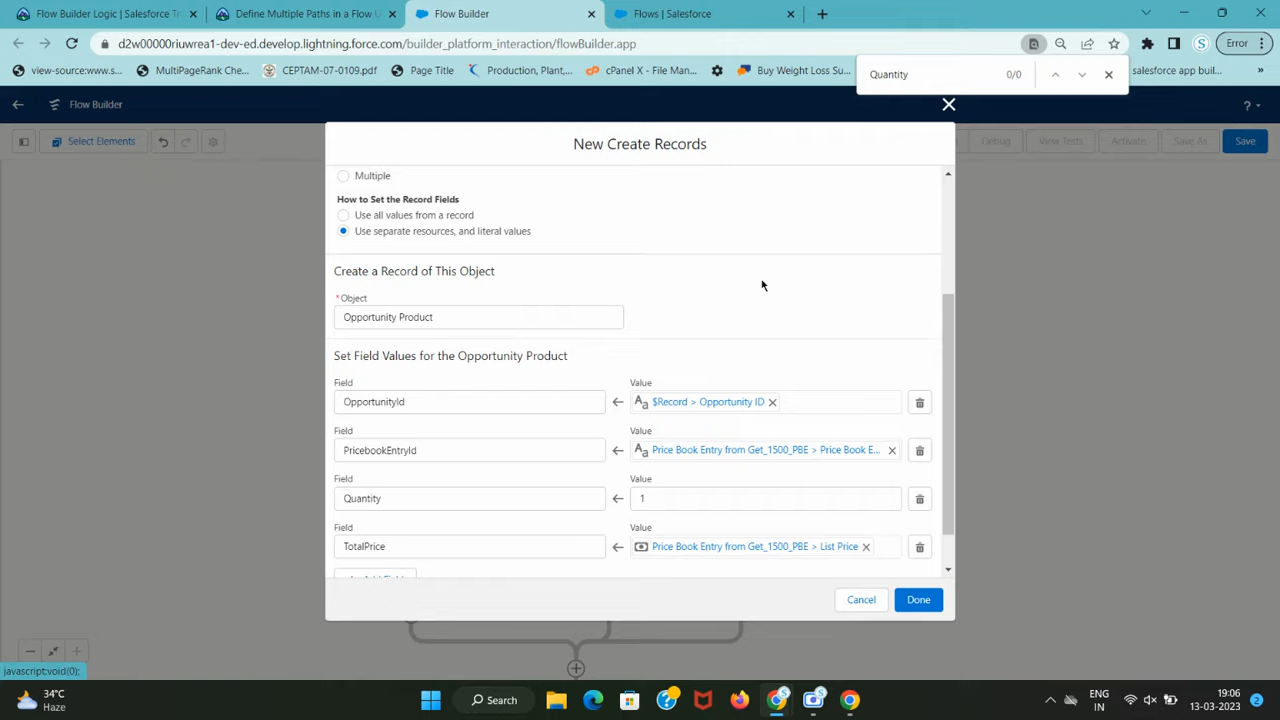 Flow Builder Logic | Salesforce Tr
Define Multiple Paths in a Flow U
Flow Builder
Flows | Salesforce
d2w00000riuwrea1-dev-ed.develop.lightning.force.com/builder_platform_interaction/flowBuilder.app
Error
view-source:www.s...
MultiPageRank Che...
CEPTAM-07-0109.pdf
Page Title
Production, Plant,...
cPanel X - File Man...
Buy Weight Loss Su...
salesforce app buil...
Quantity 0/0
Flow Builder
Select Elements
Debug
View Tests
Activate
Save As
Save
New Create Records
Multiple
How to Set the Record Fields
Use all values from a record
Use separate resources, and literal values
Create a Record of This Object
* Object
Opportunity Product
Set Field Values for the Opportunity Product
Field Value
OpportunityId
$Record > Opportunity ID
Field Value
PricebookEntryId
Price Book Entry from Get_1500_PBE > Price Book E...
Field Value
Quantity
1
Field Value
TotalPrice
Price Book Entry from Get_1500_PBE > List Price
Cancel
Done
javascript:void(0);
34°C
Haze
Search
ENG
IN
19:06
13-03-2023
2